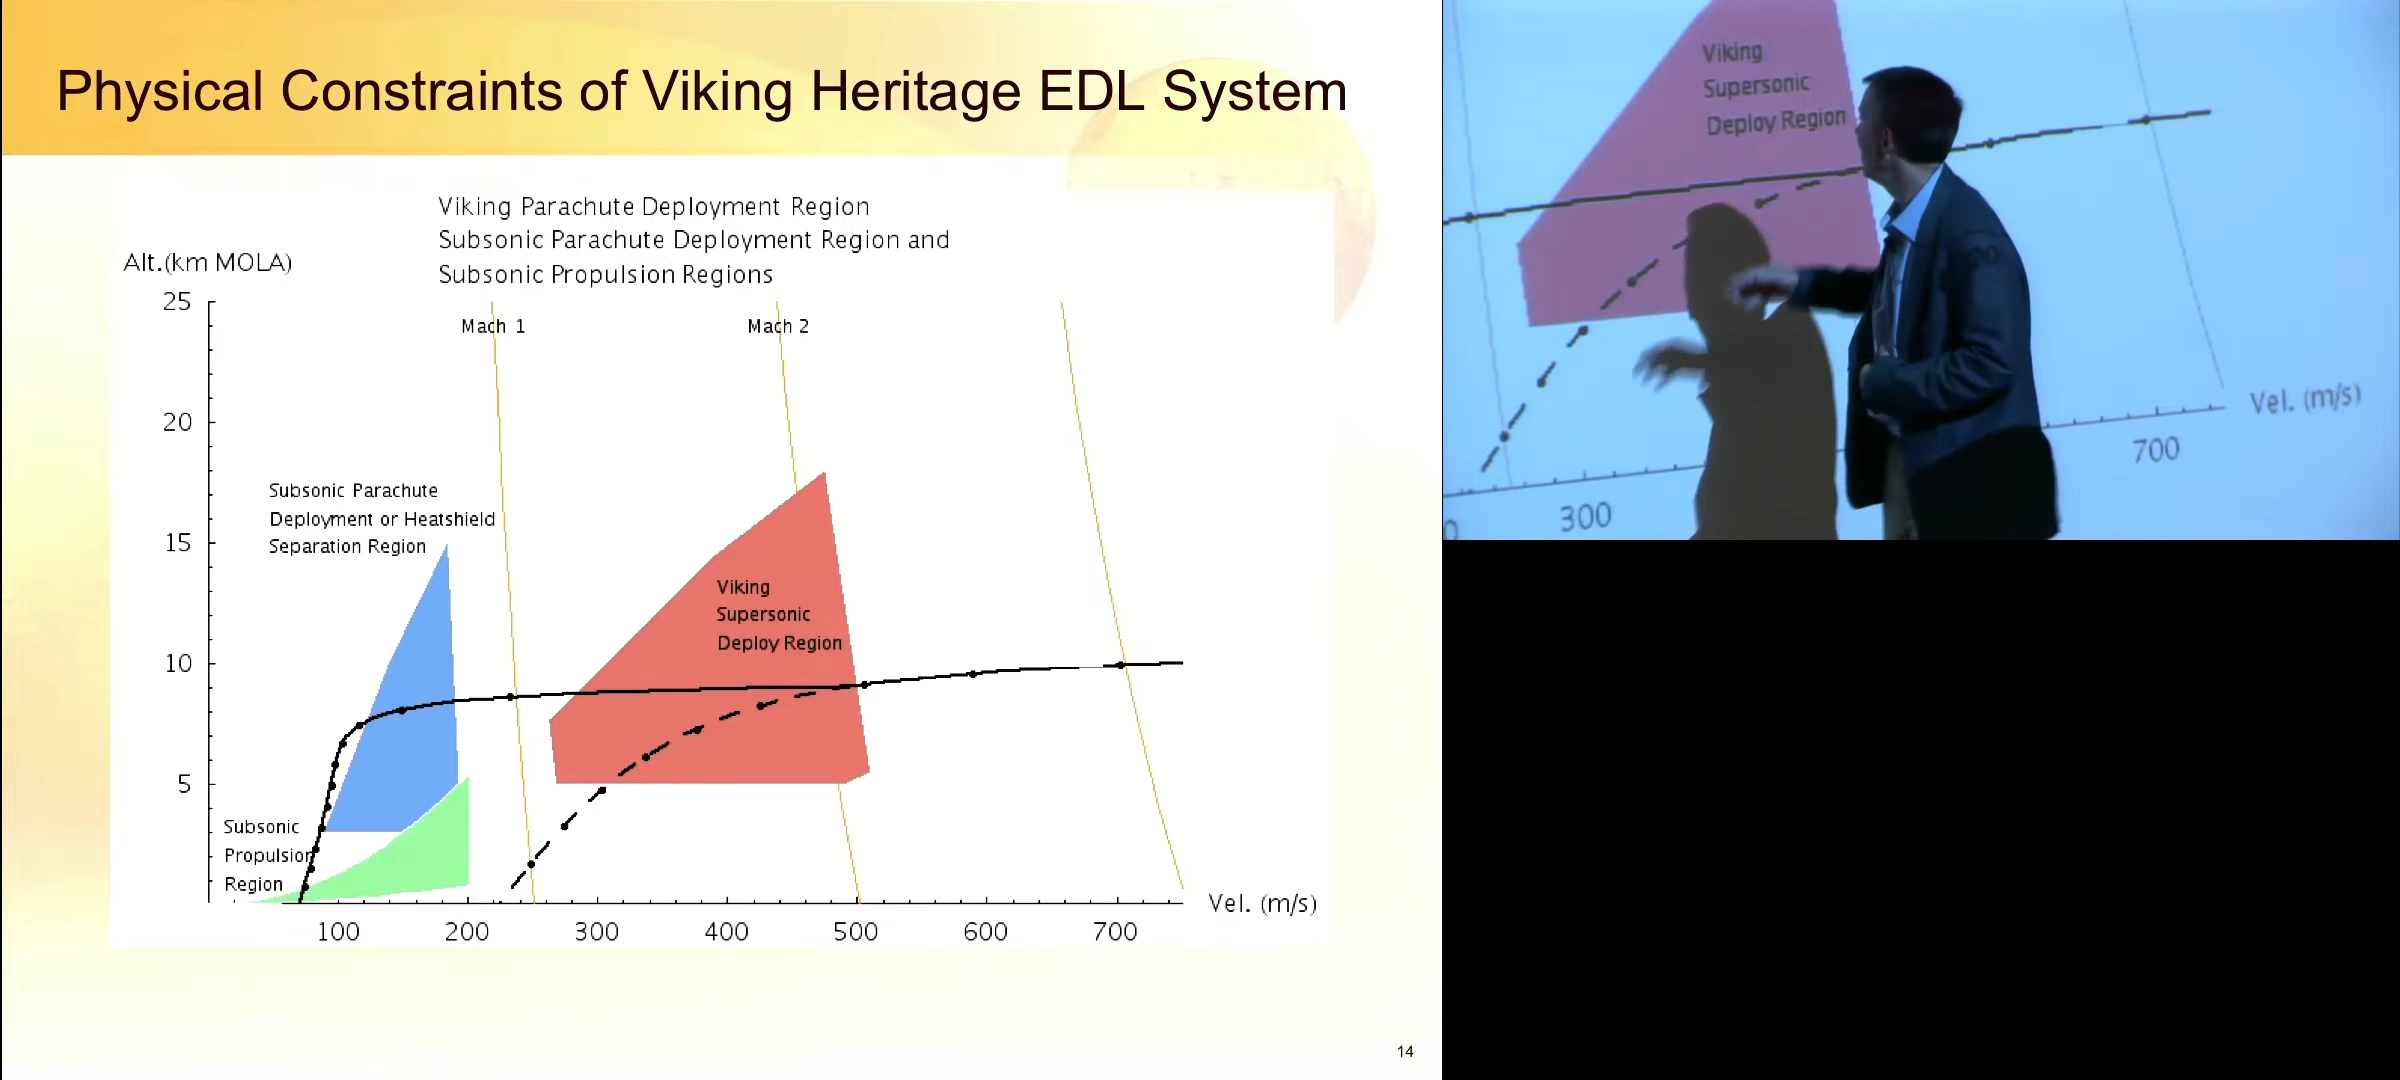 Physical Constraints of Viking Heritage EDL System
Viking Parachute Deployment Region
Subsonic Parachute Deployment Region and
Subsonic Propulsion Regions
Alt.(km MOLA)
25
20
15
10
5
Mach 1
Mach 2
Subsonic Parachute
Deployment or Heatshield
Separation Region
Viking
Supersonic
Deploy Region
Subsonic
Propulsion
Region
Vel. (m/s)
100 200 300 400 500 600 700
14
Viking
Supersonic
Deploy Region
Vel. (m/s)
0 300 700